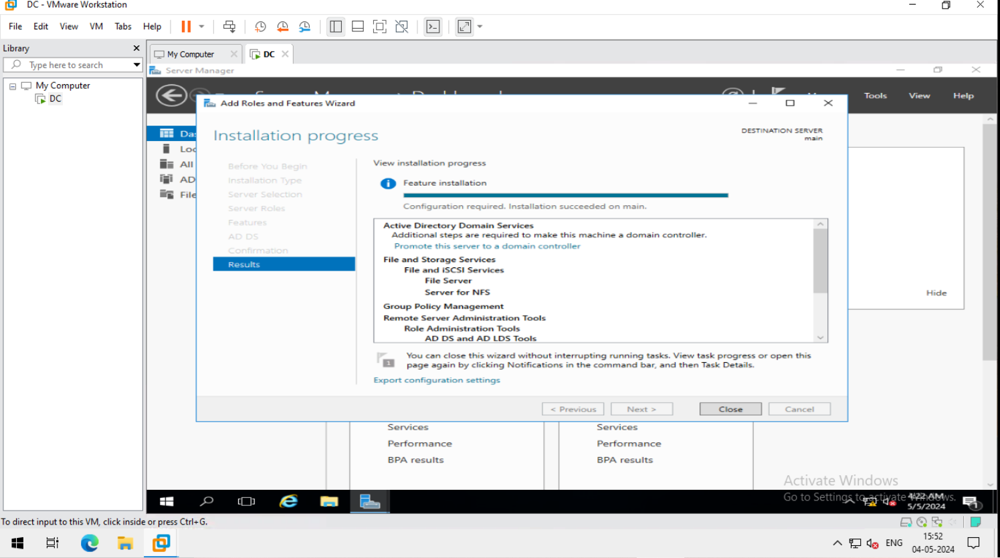 DC - VMware Workstation
File Edit View VM Tabs Help
Library
Type here to search
My Computer
DC
My Computer
DC
Server Manager
Tools View Help
Add Roles and Features Wizard
Installation progress
DESTINATION SERVER
main
Before You Begin
Installation Type
Server Selection
Server Roles
Features
AD DS
Confirmation
Results
View installation progress
Feature installation
Configuration required. Installation succeeded on main.
Active Directory Domain Services
Additional steps are required to make this machine a domain controller.
Promote this server to a domain controller
File and Storage Services
File and iSCSI Services
File Server
Server for NFS
Group Policy Management
Remote Server Administration Tools
Role Administration Tools
AD DS and AD LDS Tools
You can close this wizard without interrupting running tasks. View task progress or open this
page again by clicking Notifications in the command bar, and then Task Details.
1
Export configuration settings
< Previous Next > Close Cancel
All
AD
File
Hide
Services
Performance
BPA results
Services
Performance
BPA results
Activate Windows
Go to Settings to activate Windows.
4:22 AM
5/5/2024
1
To direct input to this VM, click inside or press Ctrl+G.
ENG
15:52
04-05-2024